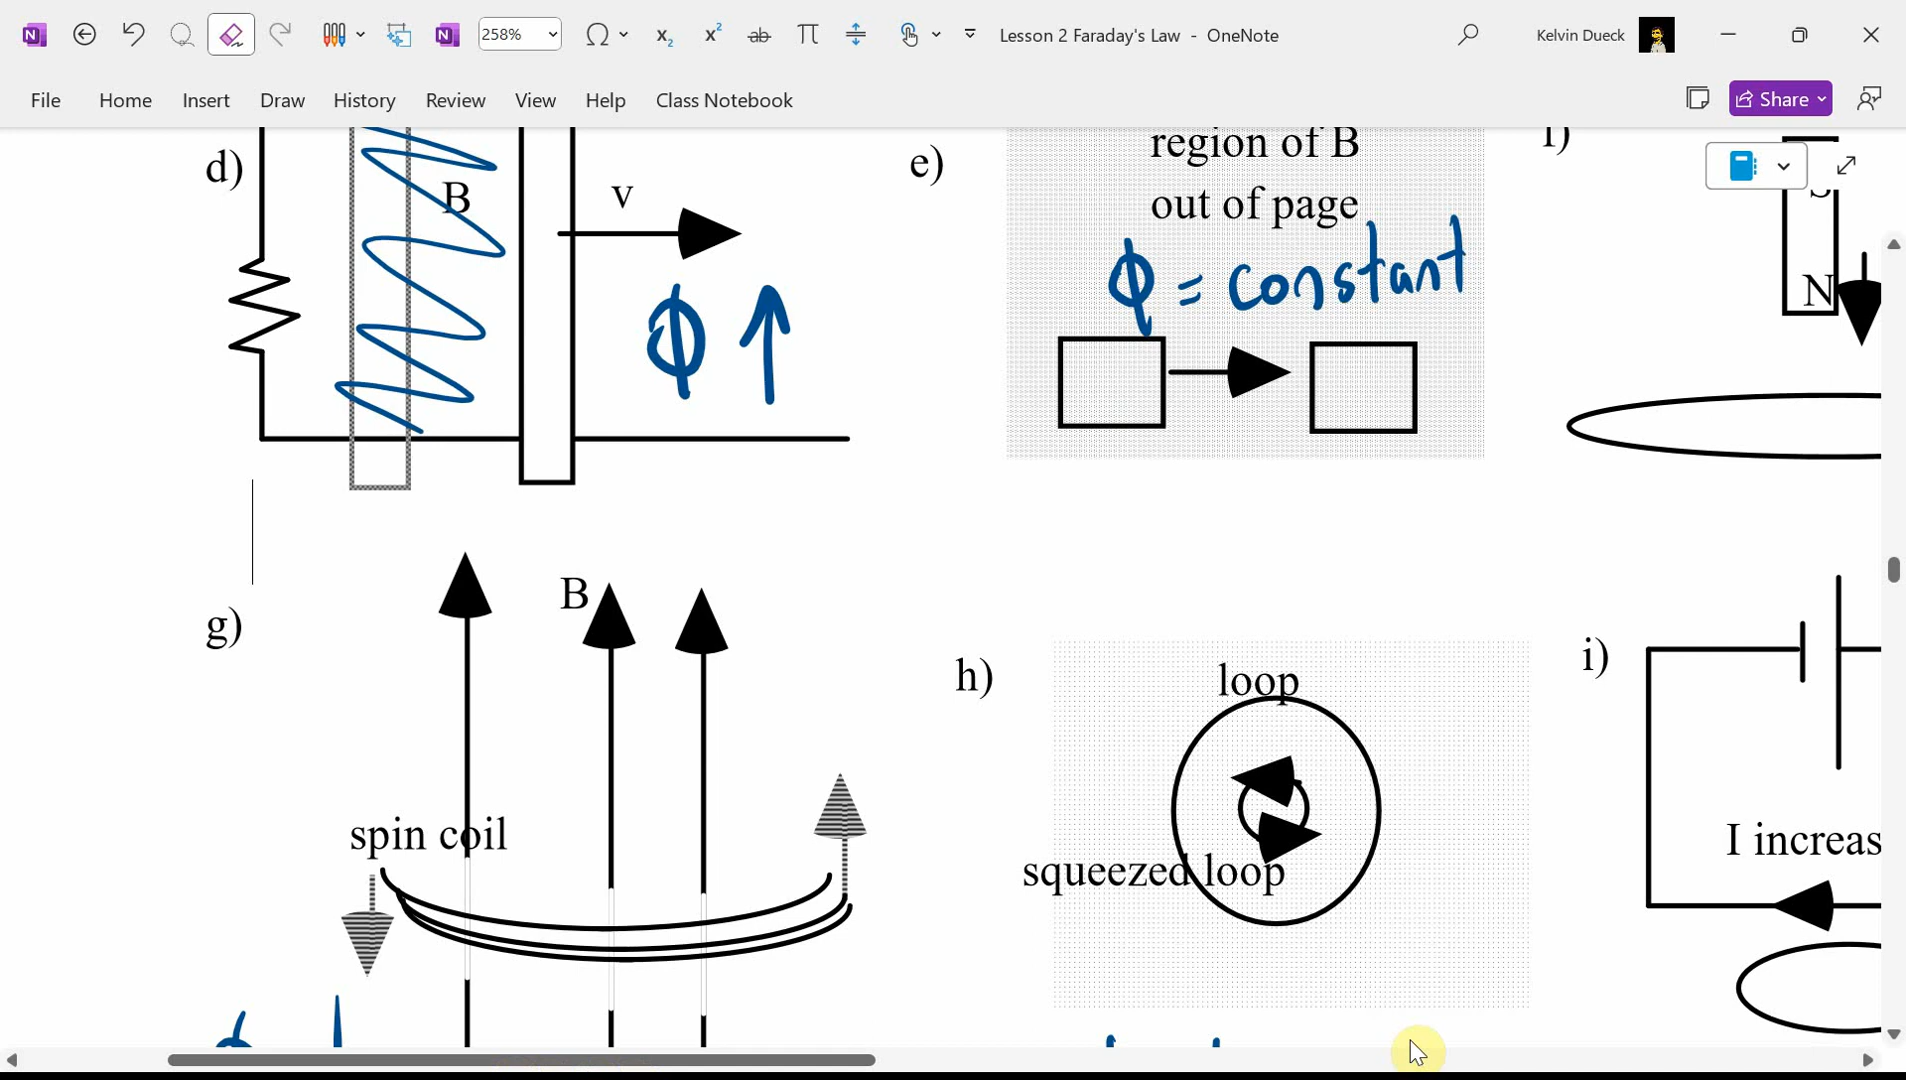 258%
Lesson 2 Faraday's Law - OneNote
Kelvin Dueck
File Home Insert Draw History Review View Help Class Notebook
Share
d)
B
v
ϕ ↑
e)
region of B
out of page
ϕ = constant
N
g)
B
spin coil
h)
loop
squeezed loop
i)
I increas